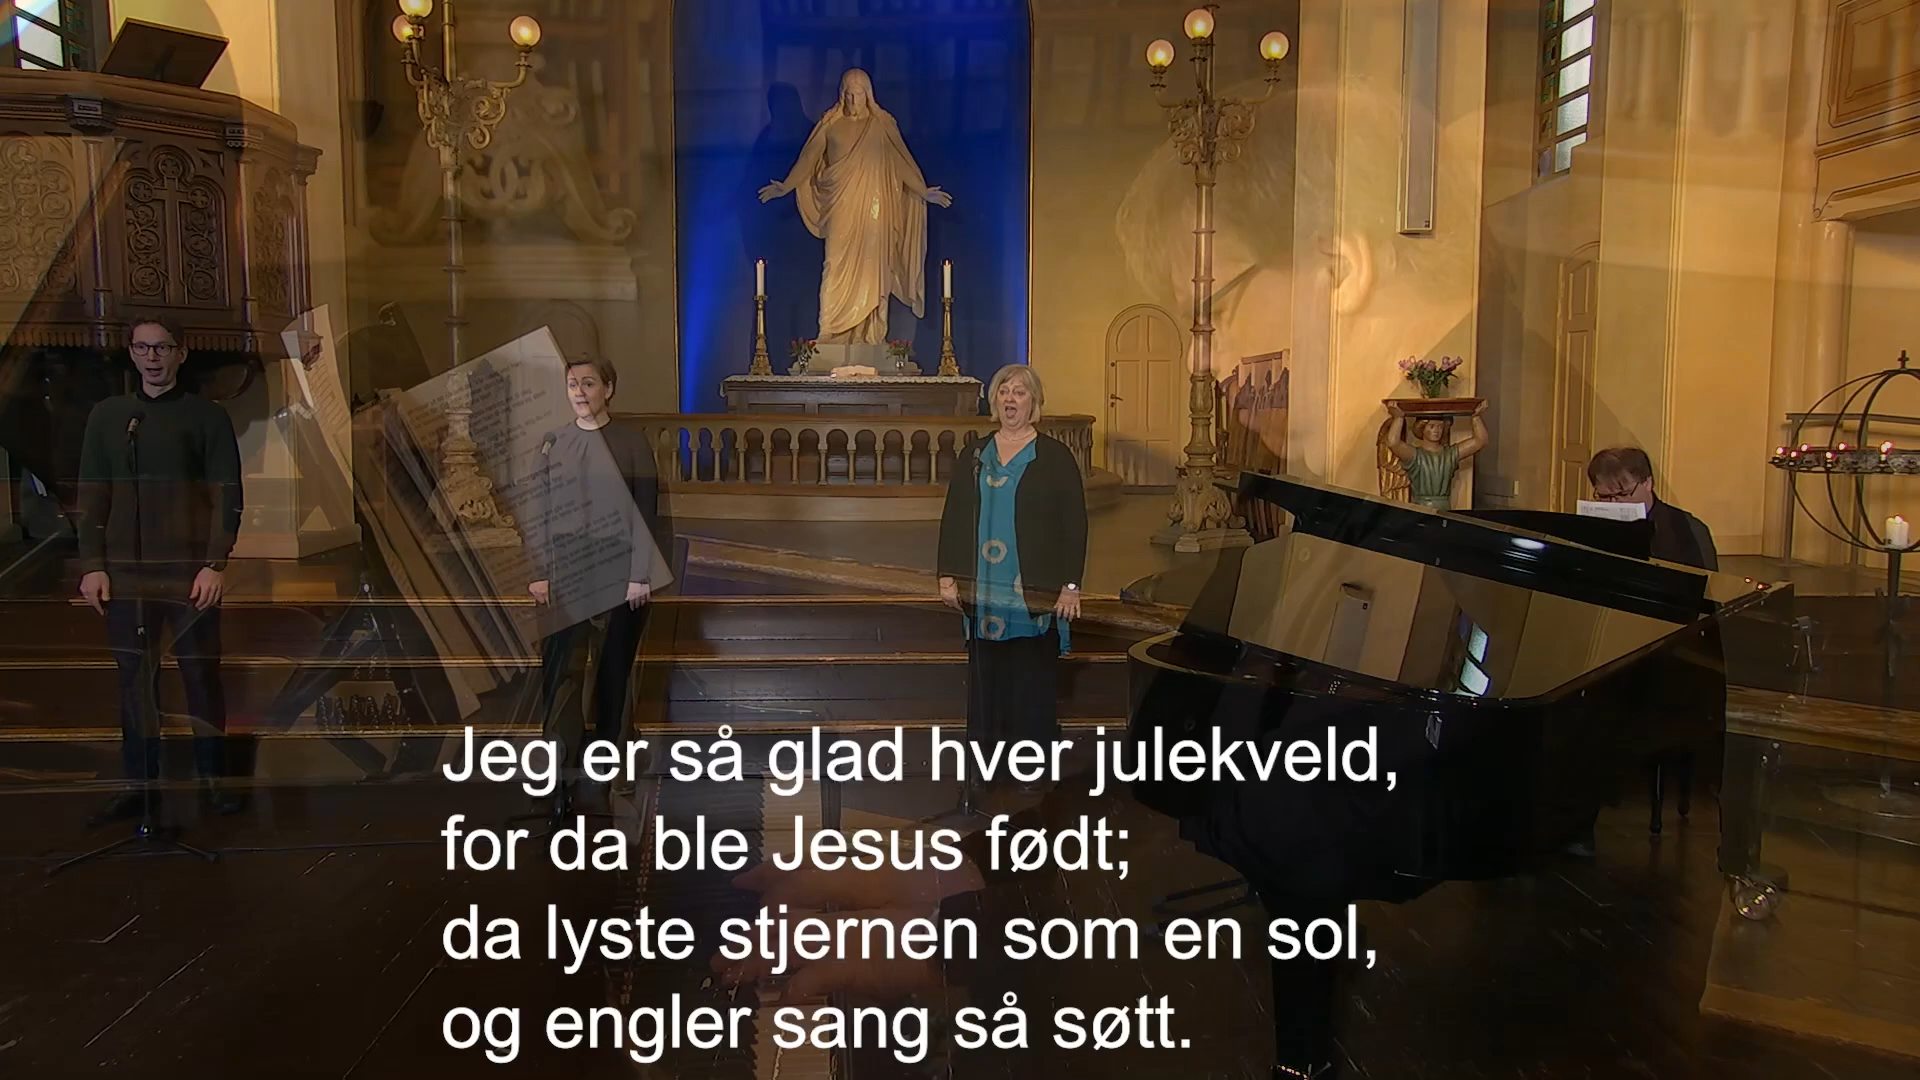 Jeg er så glad hver julekveld,
for da ble Jesus født;
da lyste stjernen som en sol,
og engler sang så søtt.